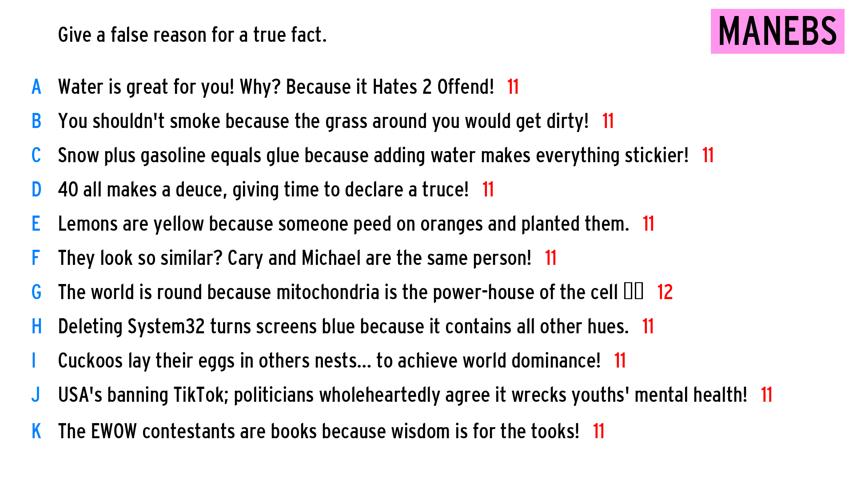 Give a false reason for a true fact.
MANEBS
A Water is great for you! Why? Because it Hates 2 Offend! 11
B You shouldn't smoke because the grass around you would get dirty! 11
C Snow plus gasoline equals glue because adding water makes everything stickier! 11
D 40 all makes a deuce, giving time to declare a truce! 11
E Lemons are yellow because someone peed on oranges and planted them. 11
F They look so similar? Cary and Michael are the same person! 11
G The world is round because mitochondria is the power-house of the cell 12
H Deleting System32 turns screens blue because it contains all other hues. 11
I Cuckoos lay their eggs in others nests... to achieve world dominance! 11
J USA's banning TikTok; politicians wholeheartedly agree it wrecks youths' mental health! 11
K The EWOW contestants are books because wisdom is for the tooks! 11